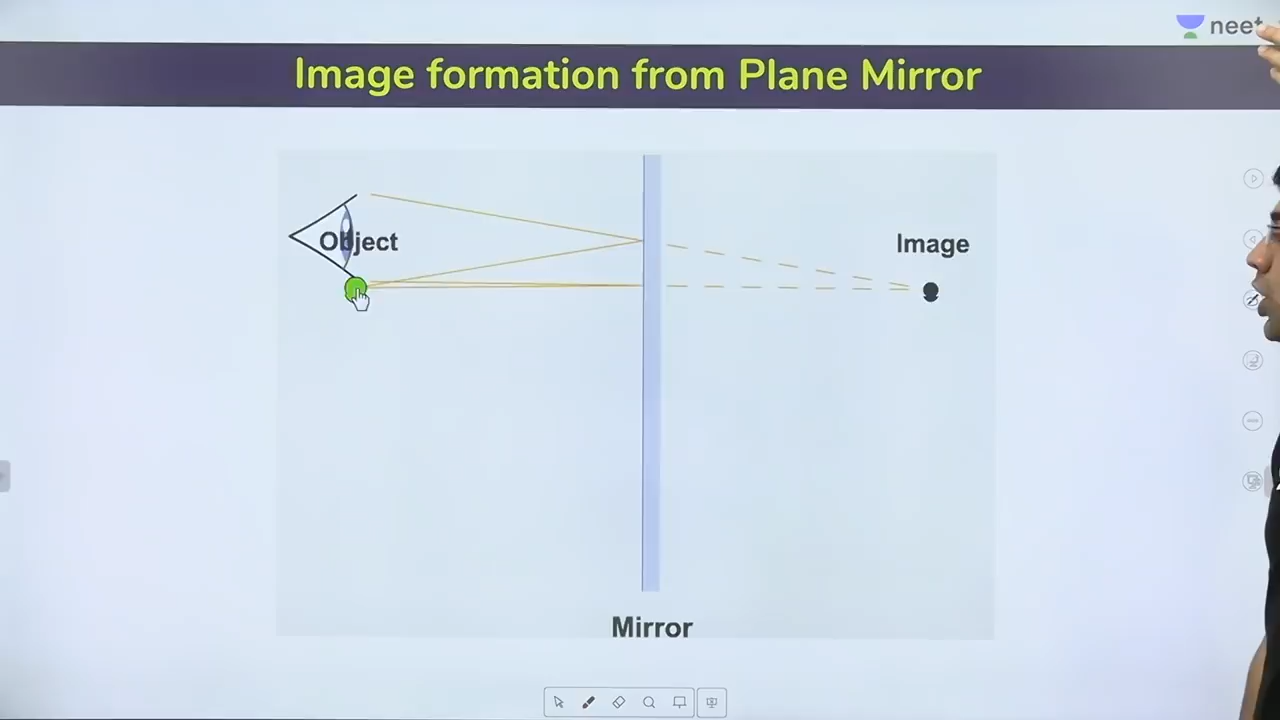 neet
Image formation from Plane Mirror
Object
Image
Mirror